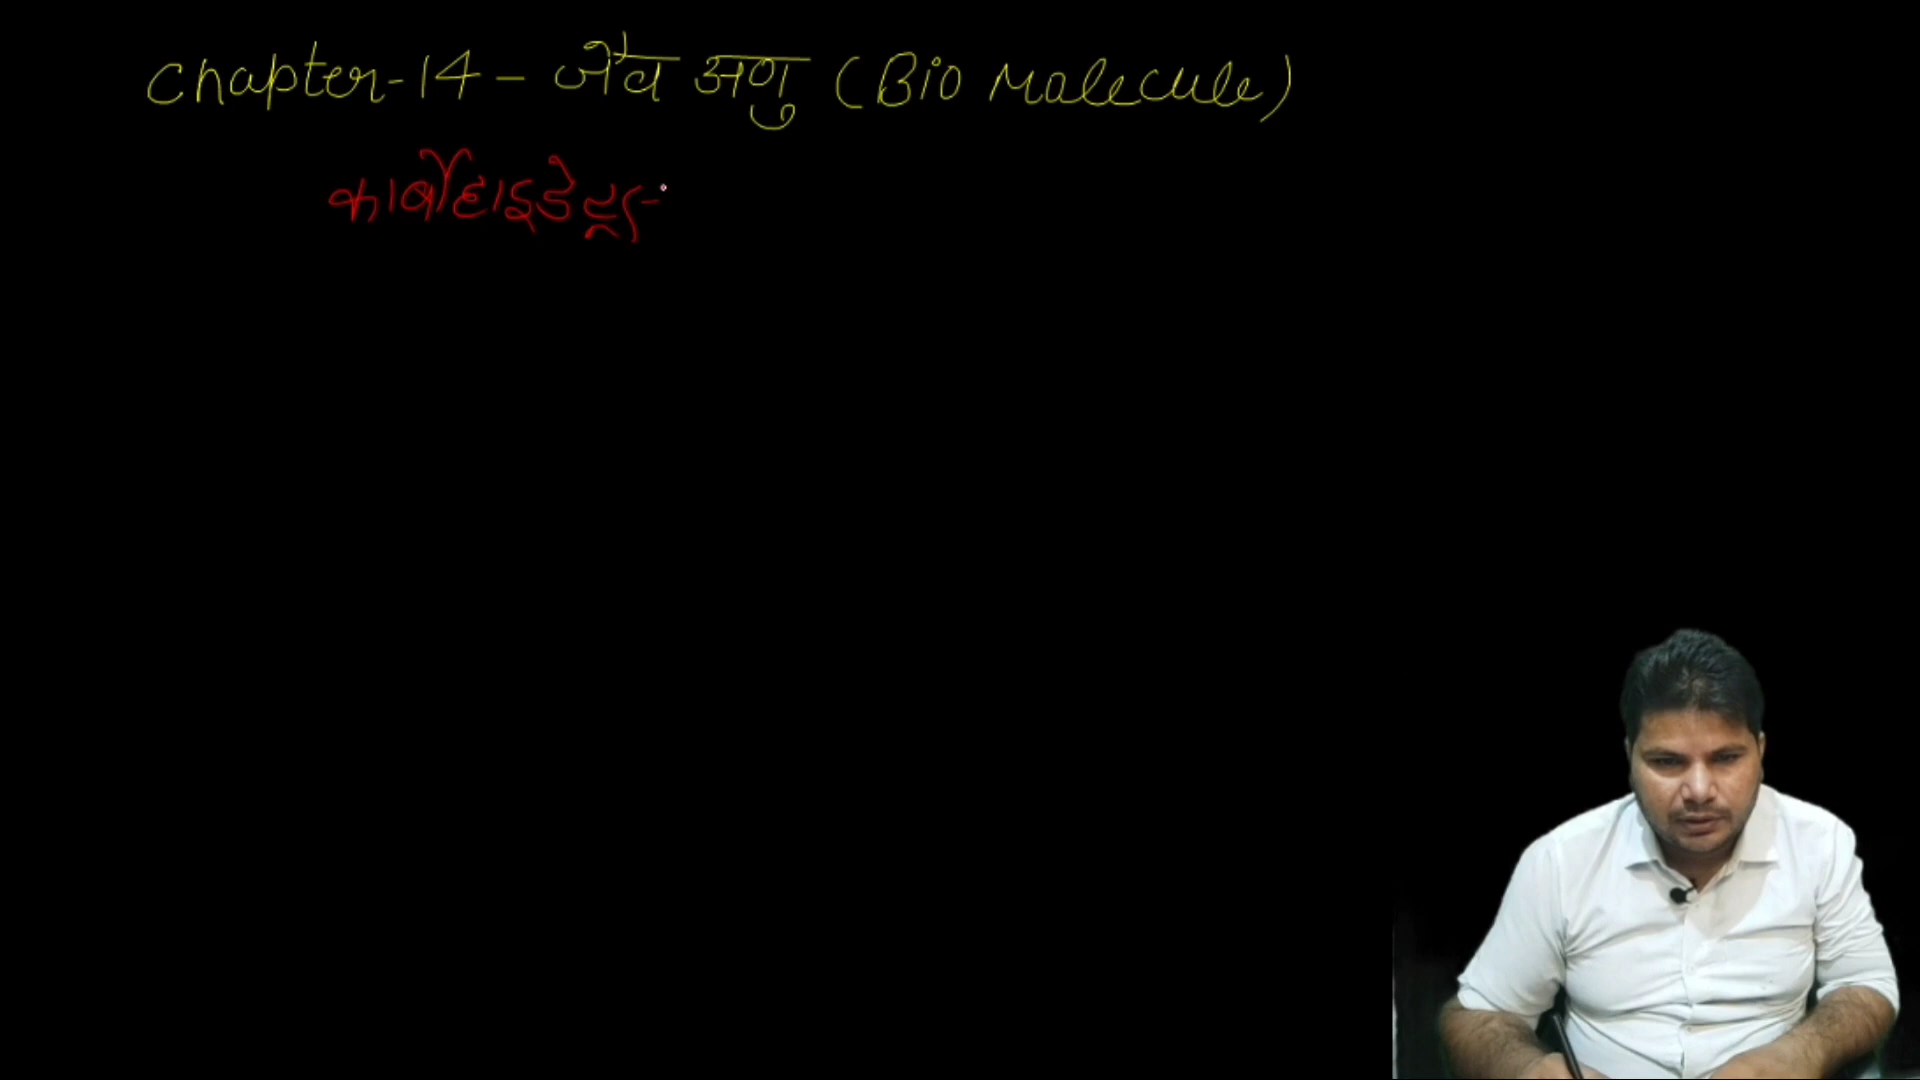 Chapter-14 - जैव अणु (Bio Malecule)
कार्बोहाइडेट्र-